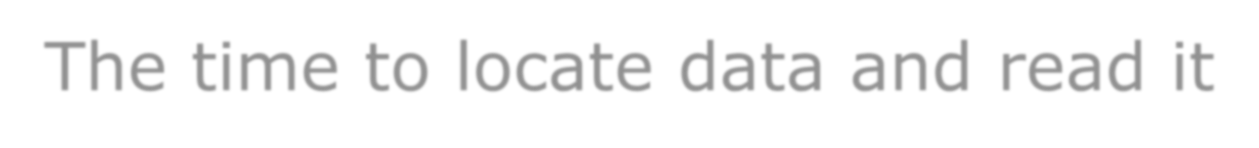 The time to locate data and read it